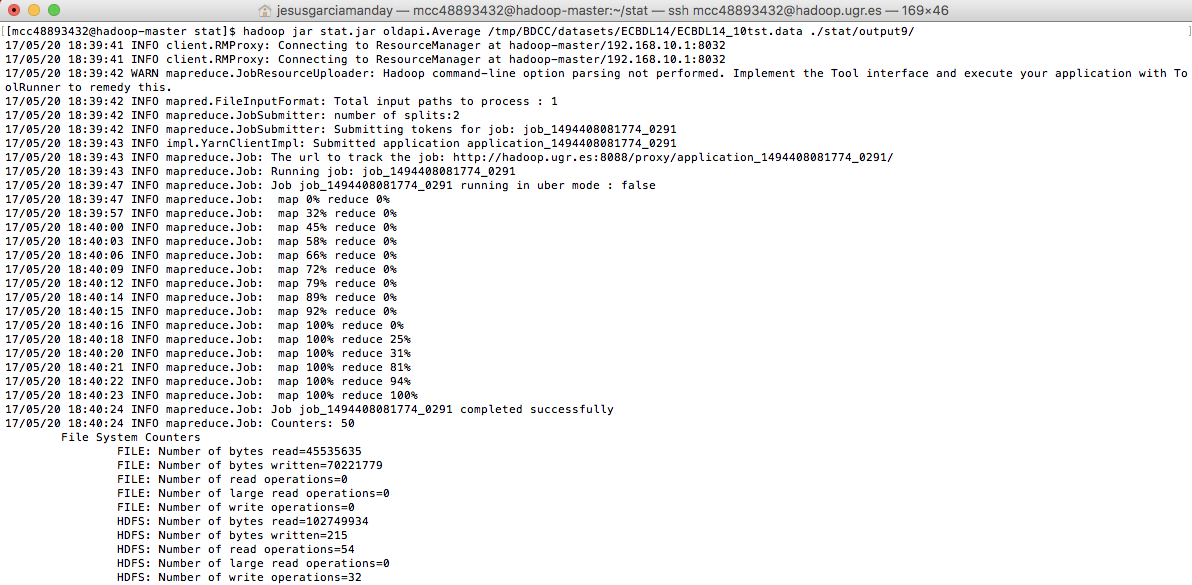 jesusgarciamanday — mcc48893432@hadoop-master:~/stat — ssh mcc48893432@hadoop.ugr.es — 169×46
[[mcc48893432@hadoop-master stat]$ hadoop jar stat.jar oldapi.Average /tmp/BDCC/datasets/ECBDL14/ECBDL14_10tst.data ./stat/output9/ ]
17/05/20 18:39:41 INFO client.RMProxy: Connecting to ResourceManager at hadoop-master/192.168.10.1:8032
17/05/20 18:39:41 INFO client.RMProxy: Connecting to ResourceManager at hadoop-master/192.168.10.1:8032
17/05/20 18:39:42 WARN mapreduce.JobResourceUploader: Hadoop command-line option parsing not performed. Implement the Tool interface and execute your application with To
olRunner to remedy this.
17/05/20 18:39:42 INFO mapred.FileInputFormat: Total input paths to process : 1
17/05/20 18:39:42 INFO mapreduce.JobSubmitter: number of splits:2
17/05/20 18:39:42 INFO mapreduce.JobSubmitter: Submitting tokens for job: job_1494408081774_0291
17/05/20 18:39:43 INFO impl.YarnClientImpl: Submitted application application_1494408081774_0291
17/05/20 18:39:43 INFO mapreduce.Job: The url to track the job: http://hadoop.ugr.es:8088/proxy/application_1494408081774_0291/
17/05/20 18:39:43 INFO mapreduce.Job: Running job: job_1494408081774_0291
17/05/20 18:39:47 INFO mapreduce.Job: Job job_1494408081774_0291 running in uber mode : false
17/05/20 18:39:47 INFO mapreduce.Job:  map 0% reduce 0%
17/05/20 18:39:57 INFO mapreduce.Job:  map 32% reduce 0%
17/05/20 18:40:00 INFO mapreduce.Job:  map 45% reduce 0%
17/05/20 18:40:03 INFO mapreduce.Job:  map 58% reduce 0%
17/05/20 18:40:06 INFO mapreduce.Job:  map 66% reduce 0%
17/05/20 18:40:09 INFO mapreduce.Job:  map 72% reduce 0%
17/05/20 18:40:12 INFO mapreduce.Job:  map 79% reduce 0%
17/05/20 18:40:14 INFO mapreduce.Job:  map 89% reduce 0%
17/05/20 18:40:15 INFO mapreduce.Job:  map 92% reduce 0%
17/05/20 18:40:16 INFO mapreduce.Job:  map 100% reduce 0%
17/05/20 18:40:18 INFO mapreduce.Job:  map 100% reduce 25%
17/05/20 18:40:20 INFO mapreduce.Job:  map 100% reduce 31%
17/05/20 18:40:21 INFO mapreduce.Job:  map 100% reduce 81%
17/05/20 18:40:22 INFO mapreduce.Job:  map 100% reduce 94%
17/05/20 18:40:23 INFO mapreduce.Job:  map 100% reduce 100%
17/05/20 18:40:24 INFO mapreduce.Job: Job job_1494408081774_0291 completed successfully
17/05/20 18:40:24 INFO mapreduce.Job: Counters: 50
File System Counters
FILE: Number of bytes read=45535635
FILE: Number of bytes written=70221779
FILE: Number of read operations=0
FILE: Number of large read operations=0
FILE: Number of write operations=0
HDFS: Number of bytes read=102749934
HDFS: Number of bytes written=215
HDFS: Number of read operations=54
HDFS: Number of large read operations=0
HDFS: Number of write operations=32